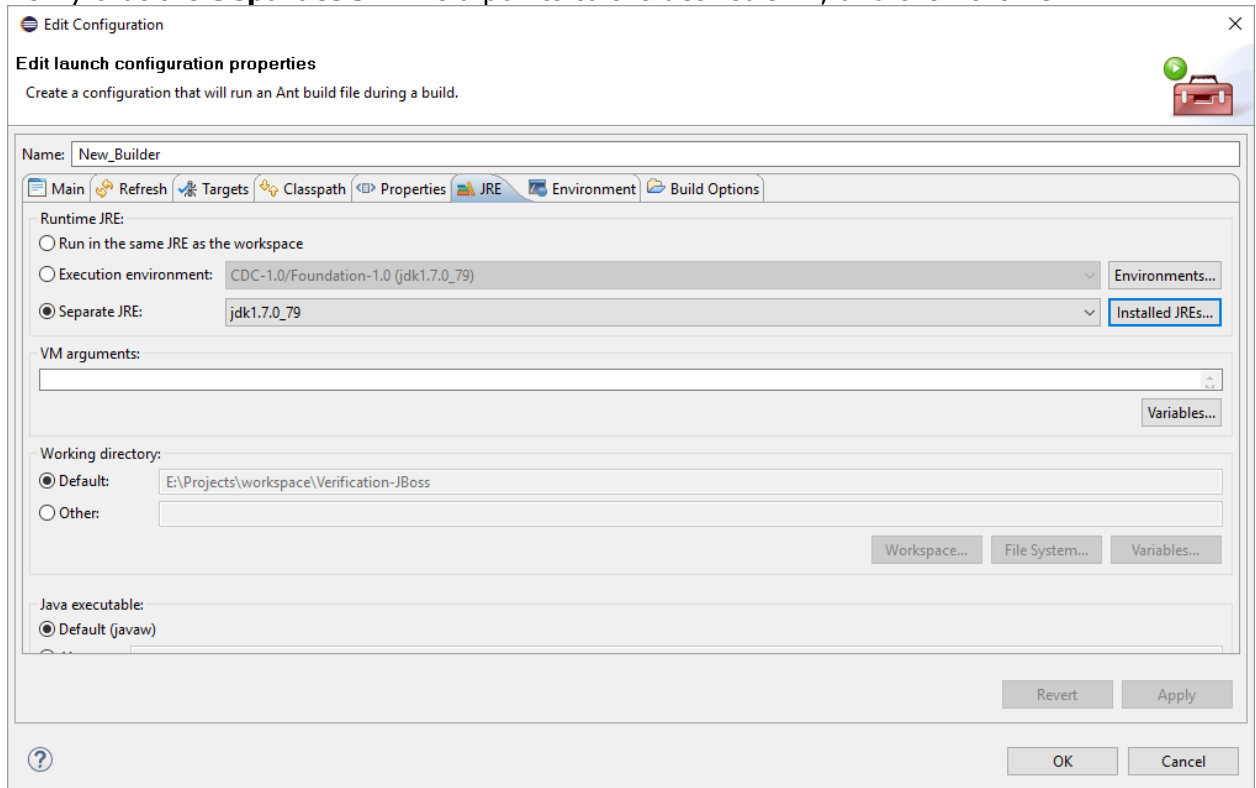 Edit Configuration
Edit launch configuration properties
Create a configuration that will run an Ant build file during a build.
Name: New_Builder
Main Refresh Targets Classpath Properties JRE Environment Build Options
Runtime JRE:
Run in the same JRE as the workspace
Execution environment: CDC-1.0/Foundation-1.0 (jdk1.7.0_79) Environments...
Separate JRE: jdk1.7.0_79 Installed JREs...
VM arguments:
Variables...
Working directory:
Default: E:\Projects\workspace\Verification-JBoss
Other:
Workspace... File System... Variables...
Java executable:
Default (javaw)
Revert Apply
? OK Cancel